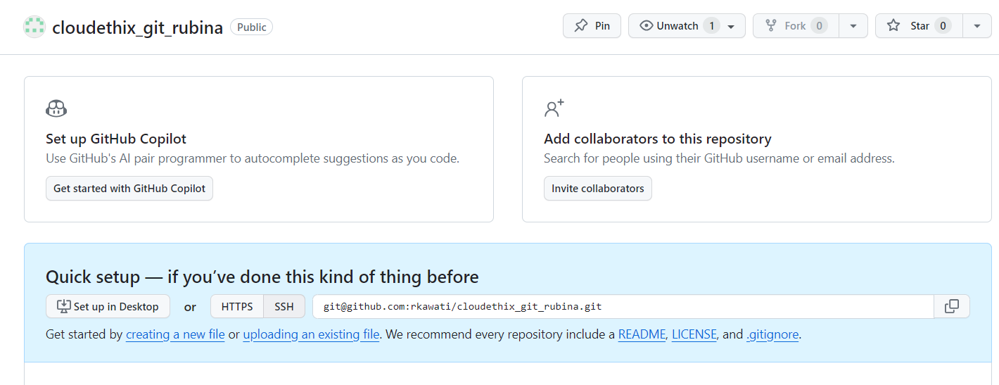 cloudethix_git_rubina Public Pin Unwatch 1 Fork 0 Star 0
Set up GitHub Copilot
Use GitHub's AI pair programmer to autocomplete suggestions as you code.
Get started with GitHub Copilot
Add collaborators to this repository
Search for people using their GitHub username or email address.
Invite collaborators
Quick setup — if you’ve done this kind of thing before
Set up in Desktop or HTTPS SSH git@github.com:rkawati/cloudethix_git_rubina.git
Get started by creating a new file or uploading an existing file. We recommend every repository include a README, LICENSE, and .gitignore.